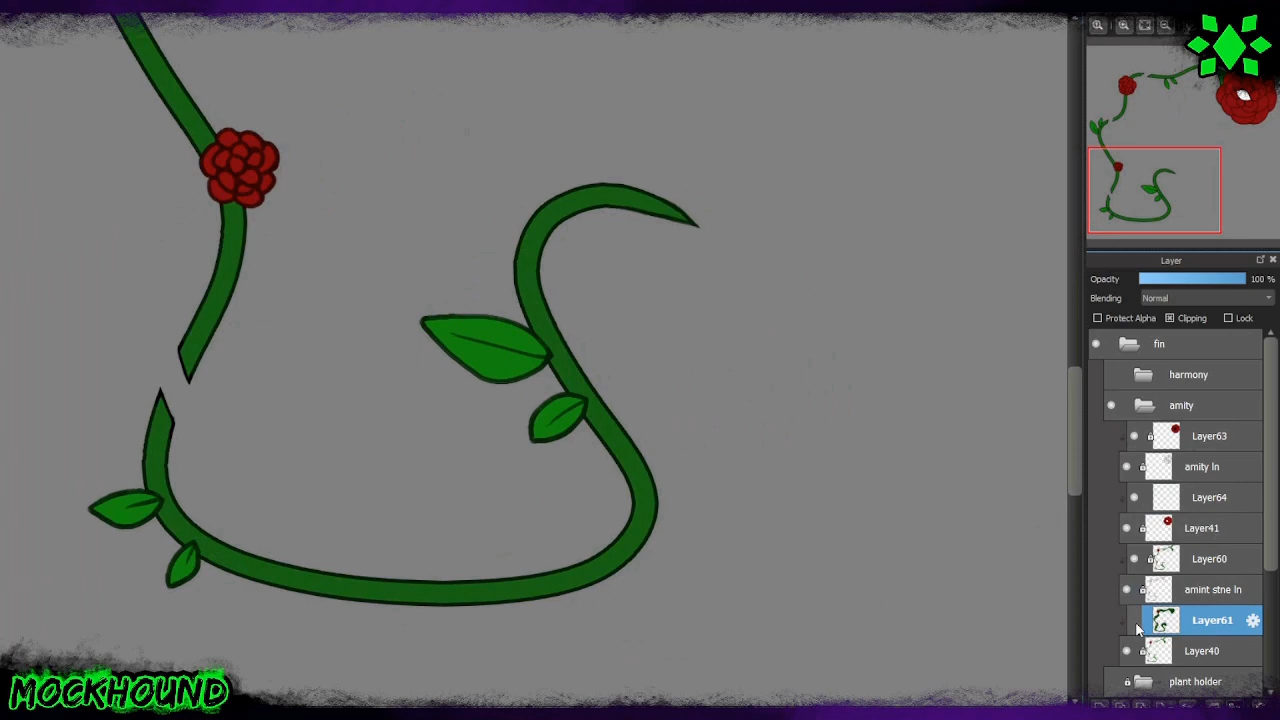 Layer
Opacity 100 %
Blending Normal
Protect Alpha Clipping Lock
fin
harmony
amity
Layer63
amity ln
Layer64
Layer41
Layer60
amint stne ln
Layer61
Layer40
plant holder
MOCKHOUND